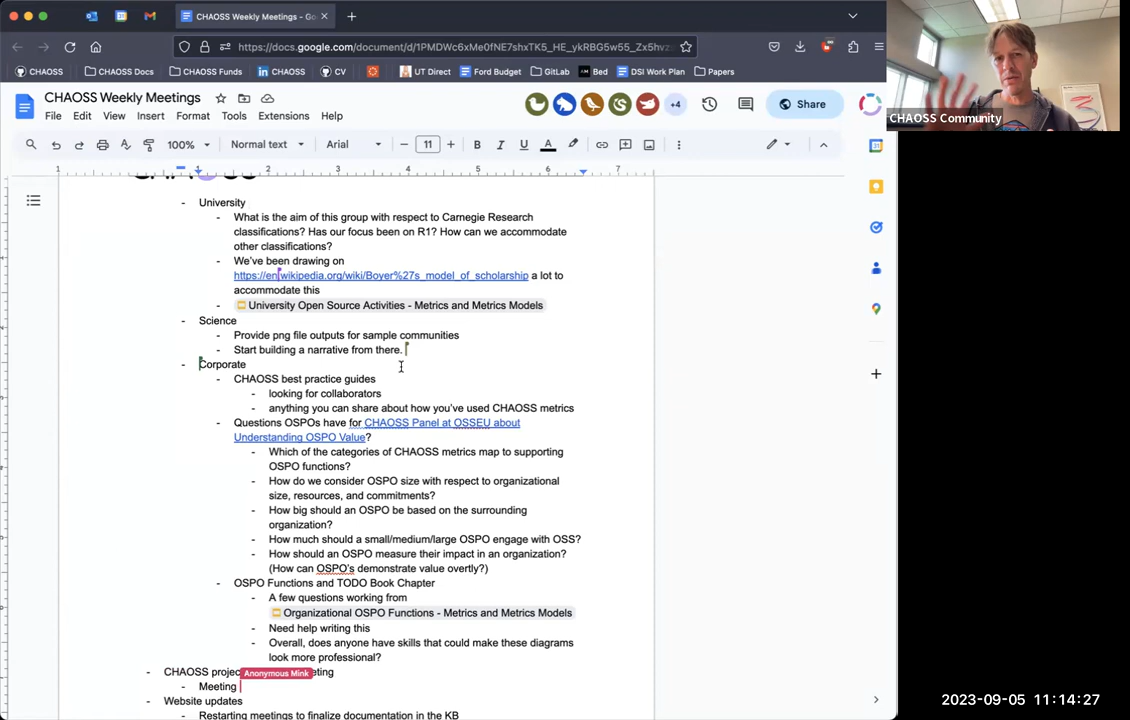 CHAOSS Weekly Meetings - Go
https://docs.google.com/document/d/1PMDWc6xMe0fNE7shxTK5_HE_ykRBG5w55_Zx5hvz
CHAOSS
CHAOSS Docs
CHAOSS Funds
CHAOSS
CV
UT Direct
Ford Budget
GitLab
Bed
DSI Work Plan
Papers
CHAOSS Weekly Meetings
+4
Share
CHAOSS Community
File Edit View Insert Format Tools Extensions Help
100% Normal text Arial 11
1 1 2 3 4 5 6 7
- University
- What is the aim of this group with respect to Carnegie Research
classifications? Has our focus been on R1? How can we accommodate
other classifications?
- We've been drawing on
https://en.wikipedia.org/wiki/Boyer%27s_model_of_scholarship a lot to
accommodate this
- University Open Source Activities - Metrics and Metrics Models
- Science
- Provide png file outputs for sample communities
- Start building a narrative from there.
- Corporate
- CHAOSS best practice guides
- looking for collaborators
- anything you can share about how you've used CHAOSS metrics
- Questions OSPOs have for CHAOSS Panel at OSSEU about
Understanding OSPO Value?
- Which of the categories of CHAOSS metrics map to supporting
OSPO functions?
- How do we consider OSPO size with respect to organizational
size, resources, and commitments?
- How big should an OSPO be based on the surrounding
organization?
- How much should a small/medium/large OSPO engage with OSS?
- How should an OSPO measure their impact in an organization?
(How can OSPO's demonstrate value overtly?)
- OSPO Functions and TODO Book Chapter
- A few questions working from
Organizational OSPO Functions - Metrics and Metrics Models
- Need help writing this
- Overall, does anyone have skills that could make these diagrams
look more professional?
- CHAOSS projec Anonymous Mink eting
- Meeting
- Website updates
- Restarting meetings to finalize documentation in the KB
2023-09-05 11:14:27